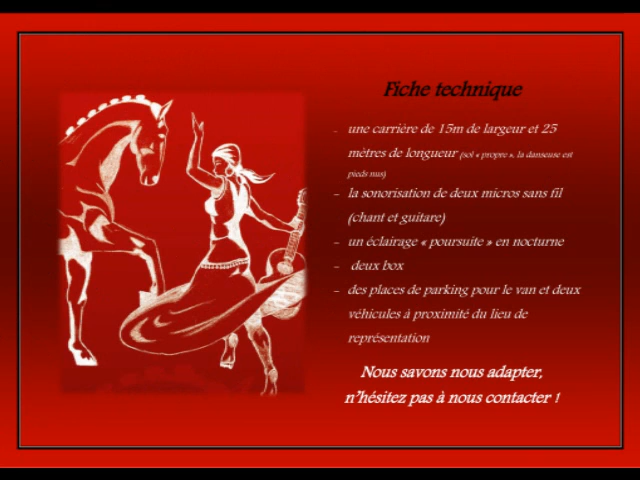 Fiche technique
- une carrière de 15m de largeur et 25
mètres de longueur (sol « propre », la danseuse est
pieds nus)
- la sonorisation de deux micros sans fil
(chant et guitare)
- un éclairage « poursuite » en nocturne
- deux box
- des places de parking pour le van et deux
véhicules à proximité du lieu de
représentation
Nous savons nous adapter,
n'hésitez pas à nous contacter !